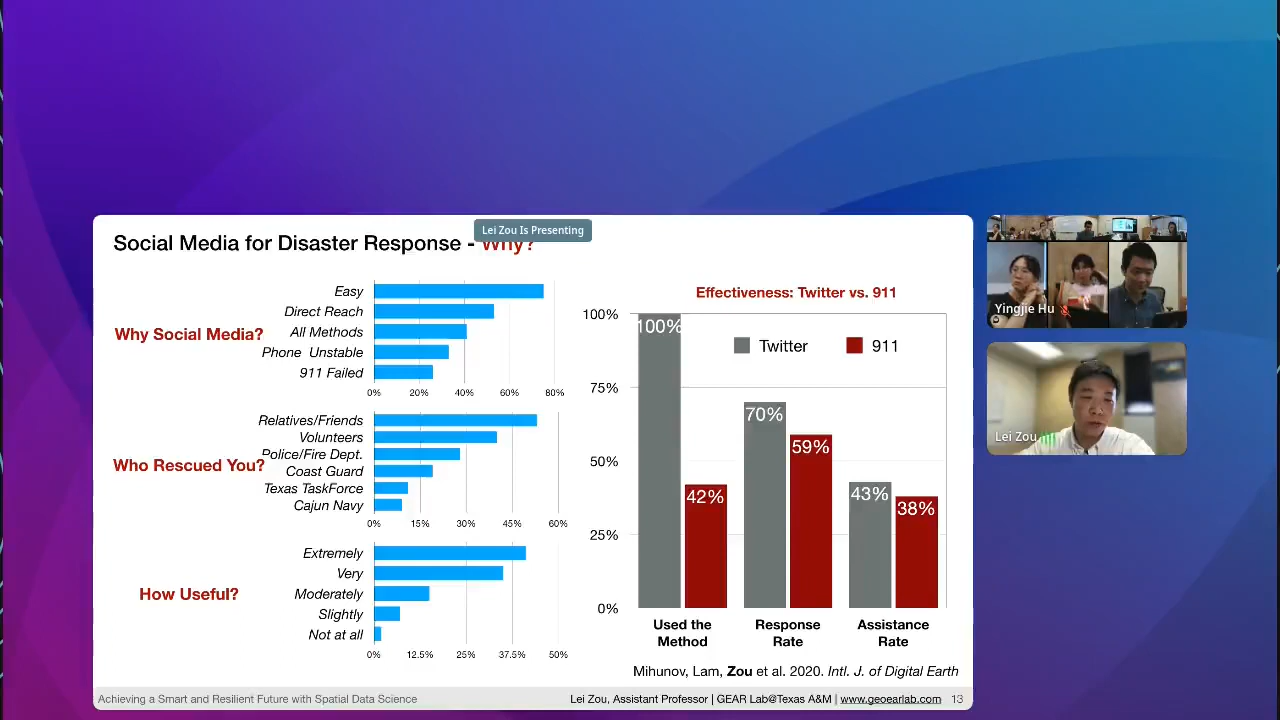 Lei Zou Is Presenting
Social Media for Disaster Response - Why?
Why Social Media?
Easy
Direct Reach
All Methods
Phone Unstable
911 Failed
0% 20% 40% 60% 80%
Who Rescued You?
Relatives/Friends
Volunteers
Police/Fire Dept.
Coast Guard
Texas TaskForce
Cajun Navy
0% 15% 30% 45% 60%
How Useful?
Extremely
Very
Moderately
Slightly
Not at all
0% 12.5% 25% 37.5% 50%
Effectiveness: Twitter vs. 911
Twitter 911
100%
75%
50%
25%
0%
100% 42% 70% 59% 43% 38%
Used the Method
Response Rate
Assistance Rate
Mihunov, Lam, Zou et al. 2020. Intl. J. of Digital Earth
Achieving a Smart and Resilient Future with Spatial Data Science
Lei Zou, Assistant Professor | GEAR Lab@Texas A&M | www.geoearlab.com 13
Yingjie Hu
Lei Zou